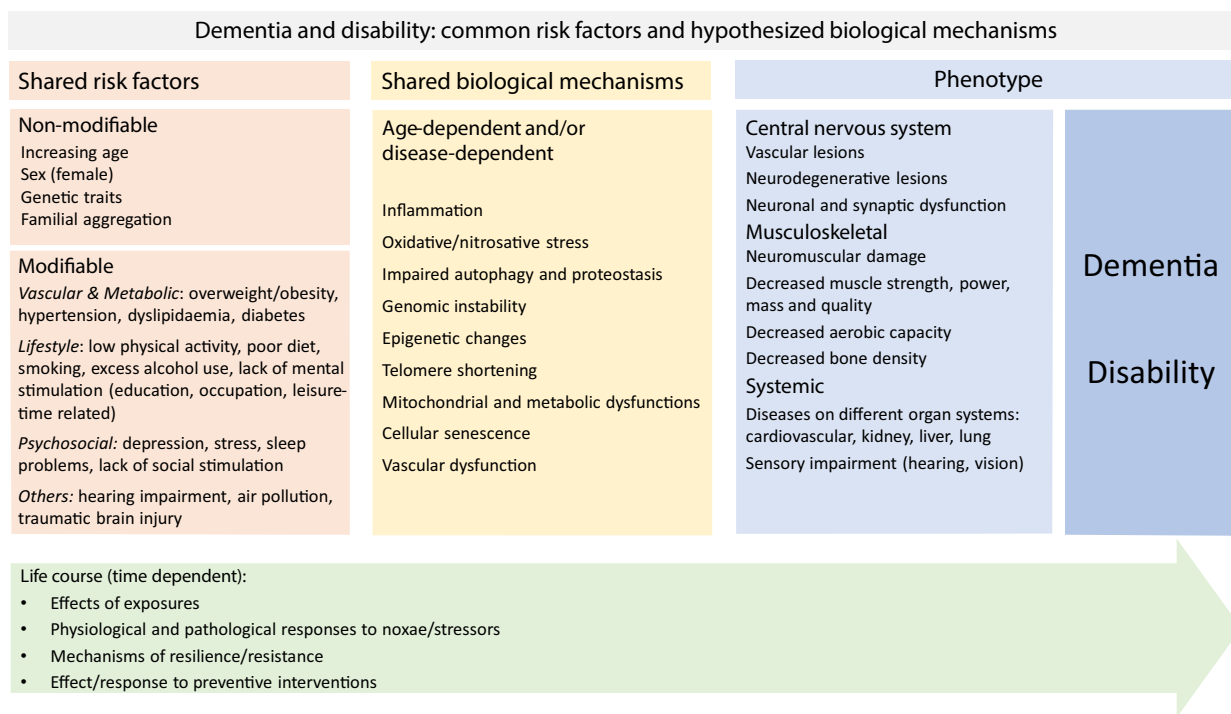 Dementia and disability: common risk factors and hypothesized biological mechanisms
Shared risk factors
Non-modifiable
Increasing age
Sex (female)
Genetic traits
Familial aggregation
Modifiable
Vascular & Metabolic: overweight/obesity,
hypertension, dyslipidaemia, diabetes
Lifestyle: low physical activity, poor diet,
smoking, excess alcohol use, lack of mental
stimulation (education, occupation, leisure-
time related)
Psychosocial: depression, stress, sleep
problems, lack of social stimulation
Others: hearing impairment, air pollution,
traumatic brain injury
Shared biological mechanisms
Age-dependent and/or
disease-dependent
Inflammation
Oxidative/nitrosative stress
Impaired autophagy and proteostasis
Genomic instability
Epigenetic changes
Telomere shortening
Mitochondrial and metabolic dysfunctions
Cellular senescence
Vascular dysfunction
Phenotype
Central nervous system
Vascular lesions
Neurodegenerative lesions
Neuronal and synaptic dysfunction
Musculoskeletal
Neuromuscular damage
Decreased muscle strength, power,
mass and quality
Decreased aerobic capacity
Decreased bone density
Systemic
Diseases on different organ systems:
cardiovascular, kidney, liver, lung
Sensory impairment (hearing, vision)
Dementia
Disability
Life course (time dependent):
• Effects of exposures
• Physiological and pathological responses to noxae/stressors
• Mechanisms of resilience/resistance
• Effect/response to preventive interventions